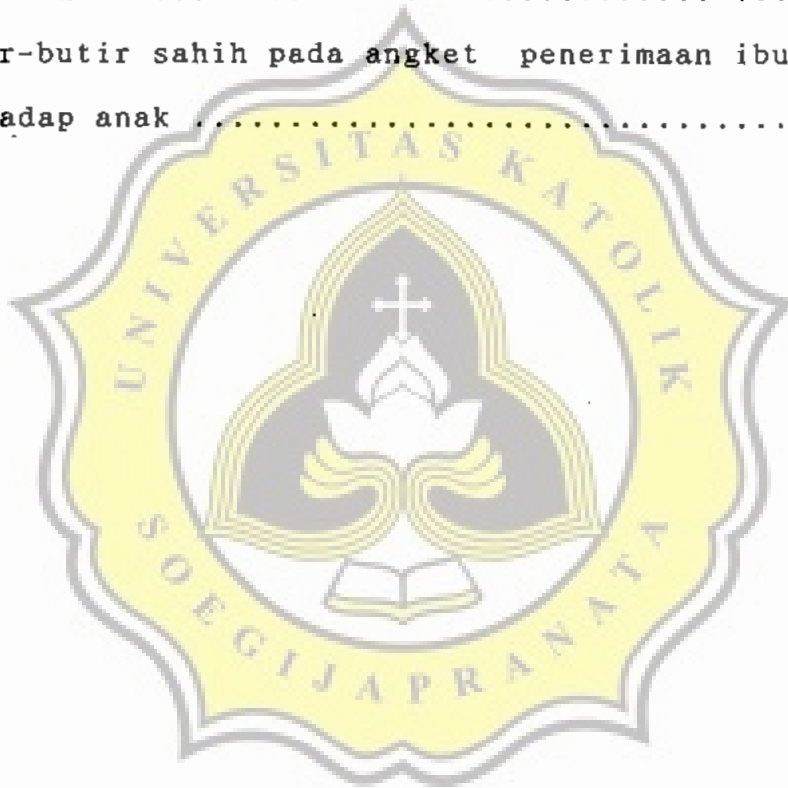 r-butir sahih pada angket penerimaan ibu
adap anak ...............................
UNIVERSITAS KATOLIK
SOEGIJAPRANATA